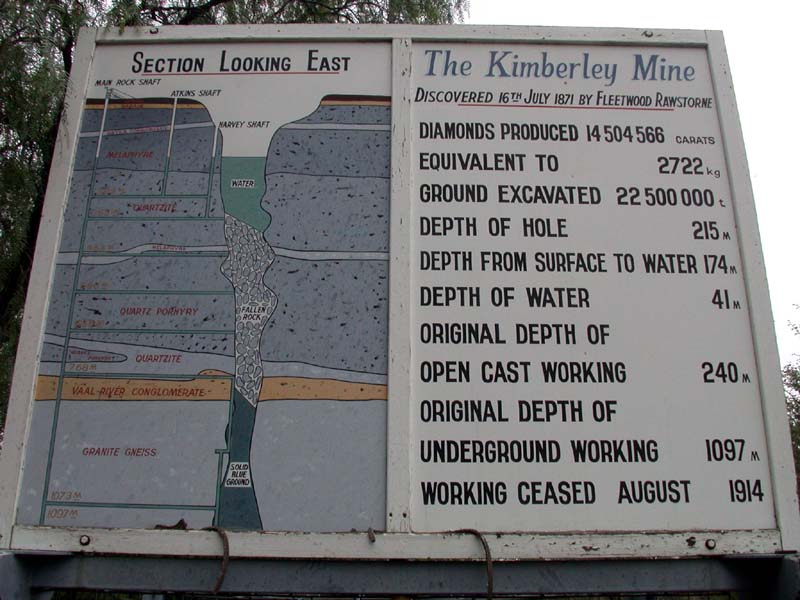 Section Looking East
MAIN ROCK SHAFT
ATKINS SHAFT
HARVEY SHAFT
MELAPHYRE
WATER
QUARTZITE
MELAPHYRE
FALLEN
ROCK
QUARTZ PORHYRY
QUARTZITE
768 M
VAAL-RIVER CONGLOMERATE
GRANITE GNEISS
SOLID
BLUE
GROUND
1073 M
1097 M
The Kimberley Mine
DISCOVERED 16TH JULY 1871 BY FLEETWOOD RAWSTORNE
DIAMONDS PRODUCED 14 504 566 CARATS
EQUIVALENT TO 2722 kg
GROUND EXCAVATED 22 500 000 t
DEPTH OF HOLE 215 M
DEPTH FROM SURFACE TO WATER 174 M
DEPTH OF WATER 41 M
ORIGINAL DEPTH OF
OPEN CAST WORKING 240 M
ORIGINAL DEPTH OF
UNDERGROUND WORKING 1097 M
WORKING CEASED AUGUST 1914